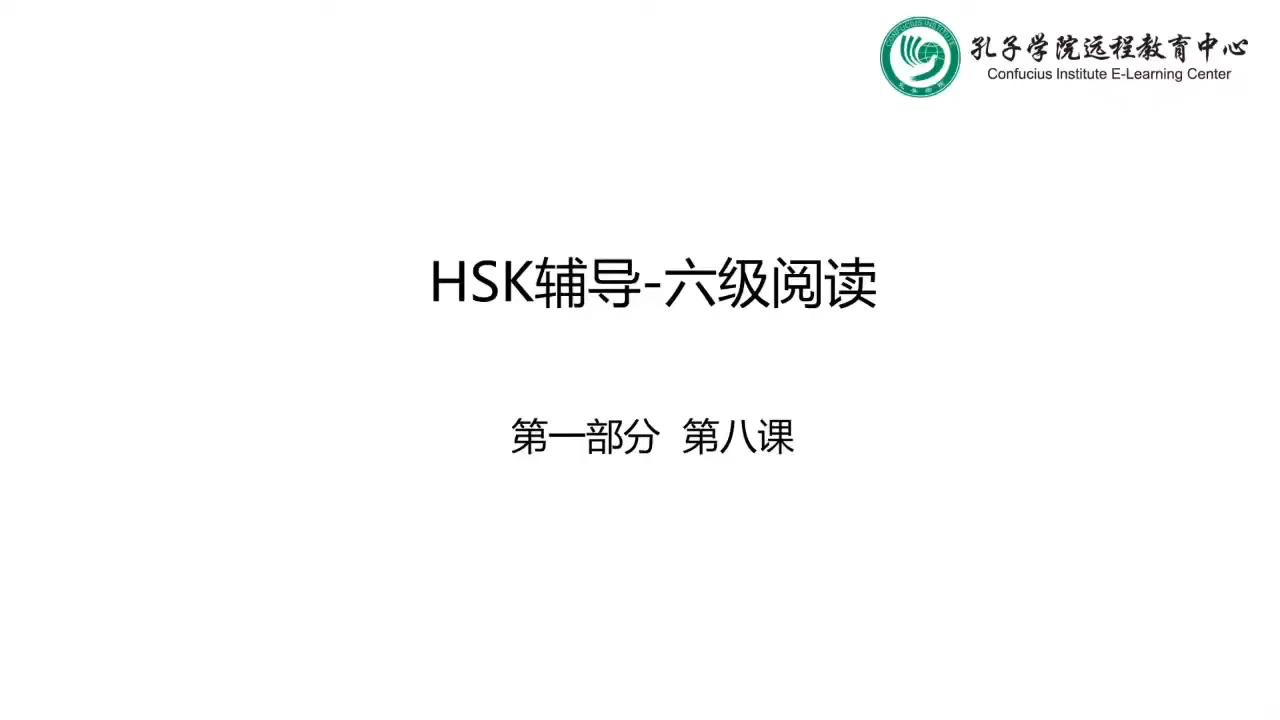 孔子学院远程教育中心
Confucius Institute E-Learning Center
HSK辅导-六级阅读
第一部分 第八课